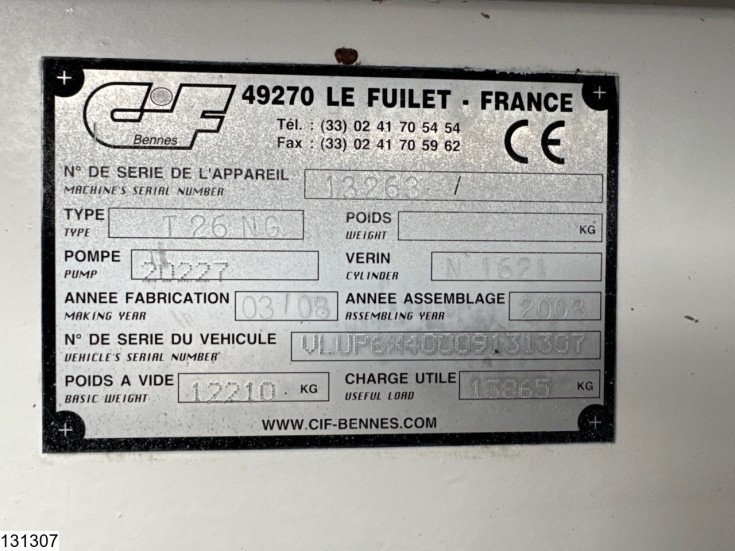 CIF 49270 LE FUILET - FRANCE
Bennes
Tél. : (33) 02 41 70 54 54
Fax : (33) 02 41 70 59 62
CE
N° DE SERIE DE L'APPAREIL 13263 /
MACHINE'S SERIAL NUMBER
TYPE T 26 NG POIDS KG
TYPE WEIGHT
POMPE 20227 VERIN N° 1621
PUMP CYLINDER
ANNEE FABRICATION 03/08 ANNEE ASSEMBLAGE 2008
MAKING YEAR ASSEMBLING YEAR
N° DE SERIE DU VEHICULE VLUP6X40009131307
VEHICLE'S SERIAL NUMBER
POIDS A VIDE 12210 . KG CHARGE UTILE 13865 KG
BASIC WEIGHT USEFUL LOAD
WWW.CIF-BENNES.COM
131307